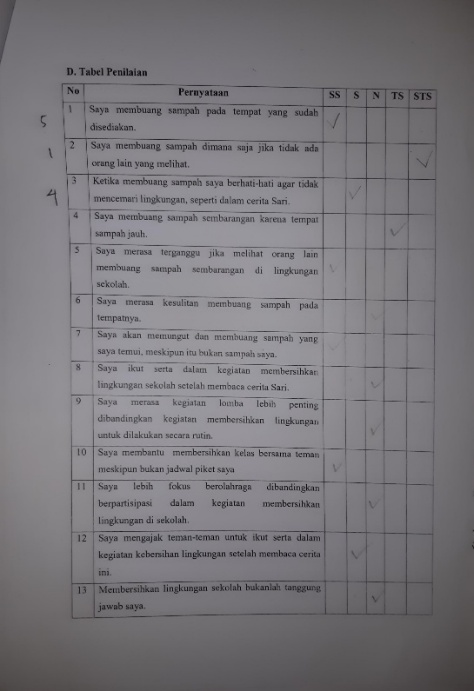 D. Tabel Penilaian
No Pernyataan SS S N TS STS
5 1 Saya membuang sampah pada tempat yang sudah ✓
disediakan.
1 2 Saya membuang sampah dimana saja jika tidak ada ✓
orang lain yang melihat.
4 3 Ketika membuang sampah saya berhati-hati agar tidak ✓
mencemari lingkungan, seperti dalam cerita Sari.
4 Saya membuang sampah sembarangan karena tempat ✓
sampah jauh.
5 Saya merasa terganggu jika melihat orang lain
membuang sampah sembarangan di lingkungan ✓
sekolah.
6 Saya merasa kesulitan membuang sampah pada
tempatnya. ✓
7 Saya akan memungut dan membuang sampah yang
saya temui, meskipun itu bukan sampah saya. ✓
8 Saya ikut serta dalam kegiatan membersihkan
lingkungan sekolah setelah membaca cerita Sari. ✓
9 Saya merasa kegiatan lomba lebih penting
dibandingkan kegiatan membersihkan lingkungan
untuk dilakukan secara rutin. ✓
10 Saya membantu membersihkan kelas bersama teman
meskipun bukan jadwal piket saya ✓
11 Saya lebih fokus berolahraga dibandingkan
berpartisipasi dalam kegiatan membersihkan ✓
lingkungan di sekolah.
12 Saya mengajak teman-teman untuk ikut serta dalam
kegiatan kebersihan lingkungan setelah membaca cerita ✓
ini.
13 Membersihkan lingkungan sekolah bukanlah tanggung ✓
jawab saya.